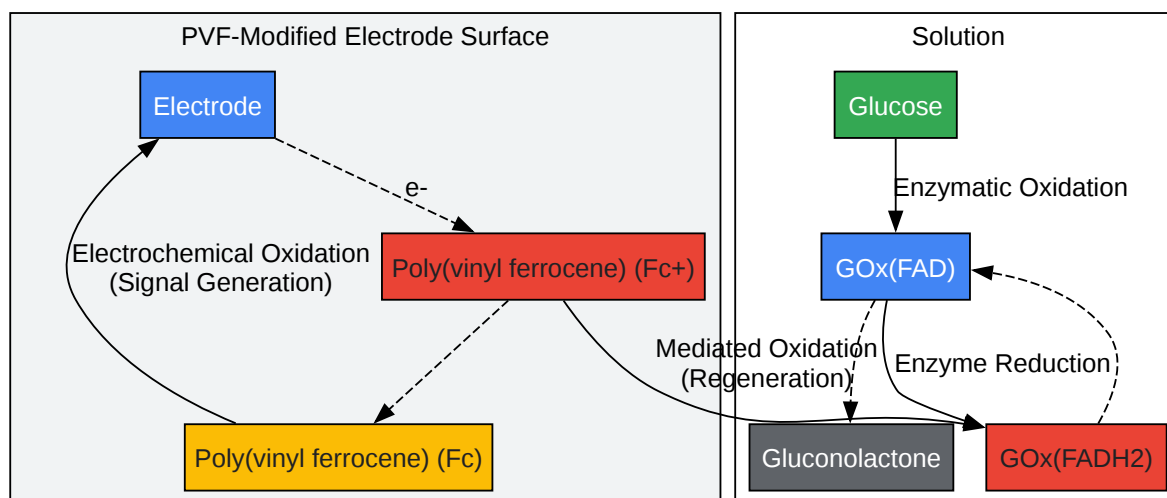 PVF-Modified Electrode Surface
Solution
Electrode
Glucose
e-
Enzymatic Oxidation
Electrochemical Oxidation
(Signal Generation)
Poly(vinyl ferrocene) (Fc+)
GOx(FAD)
Mediated Oxidation
(Regeneration)
Enzyme Reduction
Poly(vinyl ferrocene) (Fc)
Gluconolactone
GOx(FADH2)